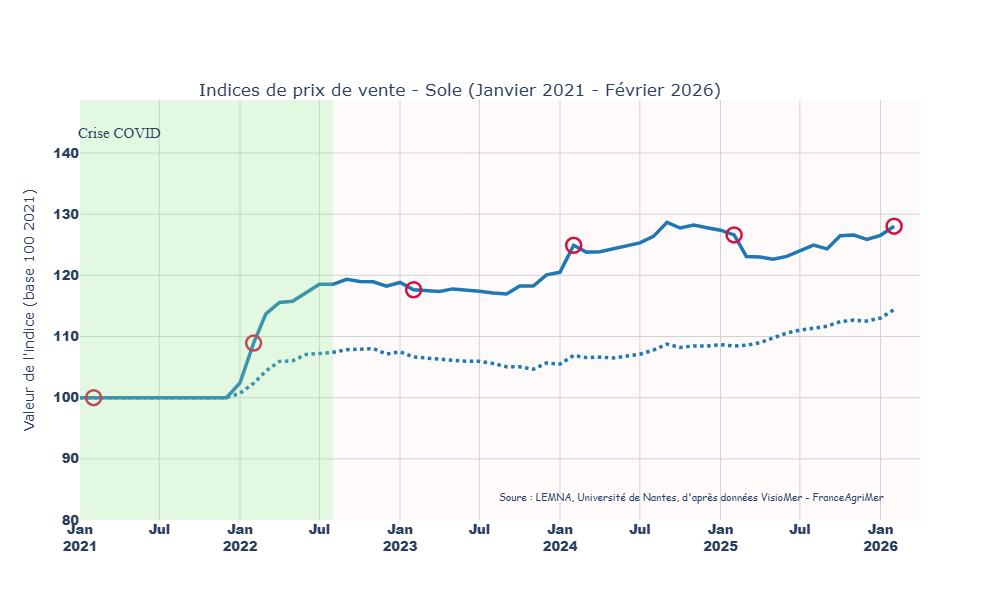 Indices de prix de vente - Sole (Janvier 2021 - Février 2026)
Crise COVID
140
130
120
110
100
90
80
Valeur de l'indice (base 100 2021)
Soure : LEMNA, Université de Nantes, d'après données VisioMer - FranceAgriMer
Jan Jul Jan Jul Jan Jul Jan Jul Jan Jul Jan
2021 2022 2023 2024 2025 2026